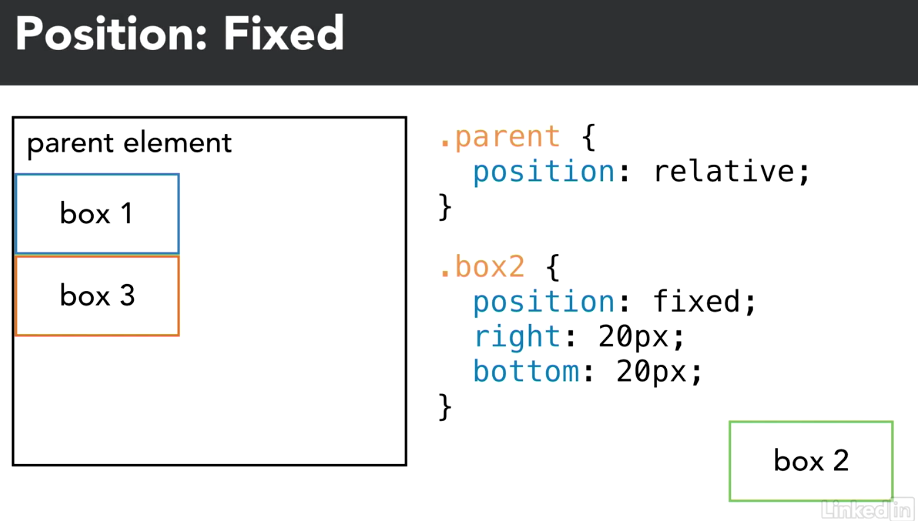 Position: Fixed
parent element
box 1
box 3
.parent {
  position: relative;
}
.box2 {
  position: fixed;
  right: 20px;
  bottom: 20px;
}
box 2
Linked in